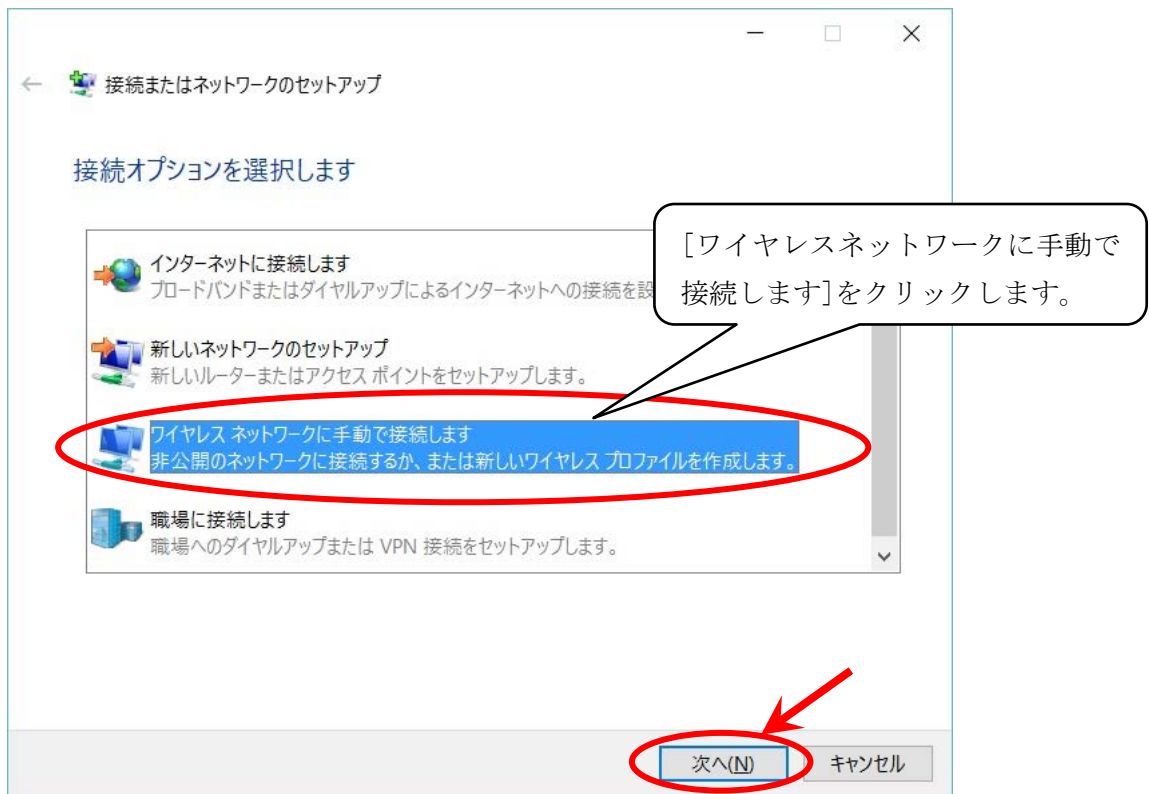 接続またはネットワークのセットアップ
接続オプションを選択します
インターネットに接続します
ブロードバンドまたはダイヤルアップによるインターネットへの接続を設
[ワイヤレスネットワークに手動で
接続します]をクリックします。
新しいネットワークのセットアップ
新しいルーターまたはアクセス ポイントをセットアップします。
ワイヤレス ネットワークに手動で接続します
非公開のネットワークに接続するか、または新しいワイヤレス プロファイルを作成します。
職場に接続します
職場へのダイヤルアップまたは VPN 接続をセットアップします。
次へ(N)
キャンセル